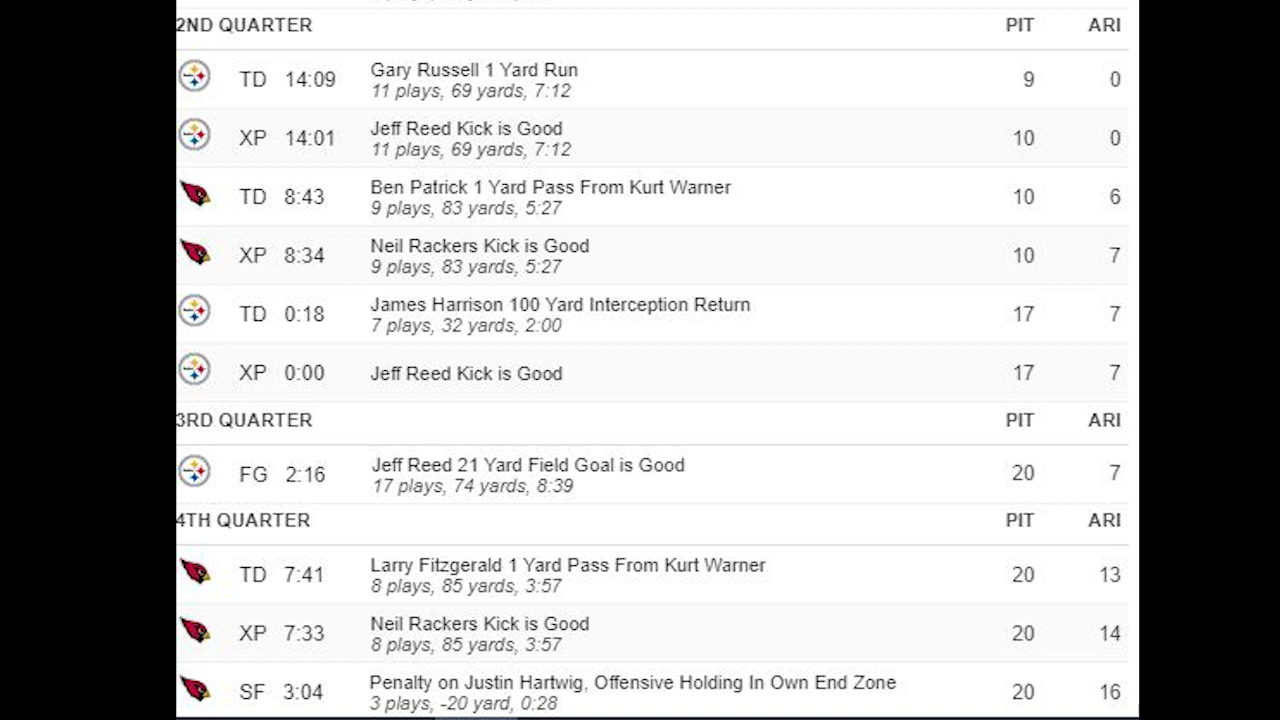 2ND QUARTER PIT ARI
TD 14:09 Gary Russell 1 Yard Run 9 0
11 plays, 69 yards, 7:12
XP 14:01 Jeff Reed Kick is Good 10 0
11 plays, 69 yards, 7:12
TD 8:43 Ben Patrick 1 Yard Pass From Kurt Warner 10 6
9 plays, 83 yards, 5:27
XP 8:34 Neil Rackers Kick is Good 10 7
9 plays, 83 yards, 5:27
TD 0:18 James Harrison 100 Yard Interception Return 17 7
7 plays, 32 yards, 2:00
XP 0:00 Jeff Reed Kick is Good 17 7
3RD QUARTER PIT ARI
FG 2:16 Jeff Reed 21 Yard Field Goal is Good 20 7
17 plays, 74 yards, 8:39
4TH QUARTER PIT ARI
TD 7:41 Larry Fitzgerald 1 Yard Pass From Kurt Warner 20 13
8 plays, 85 yards, 3:57
XP 7:33 Neil Rackers Kick is Good 20 14
8 plays, 85 yards, 3:57
SF 3:04 Penalty on Justin Hartwig, Offensive Holding In Own End Zone 20 16
3 plays, -20 yard, 0:28